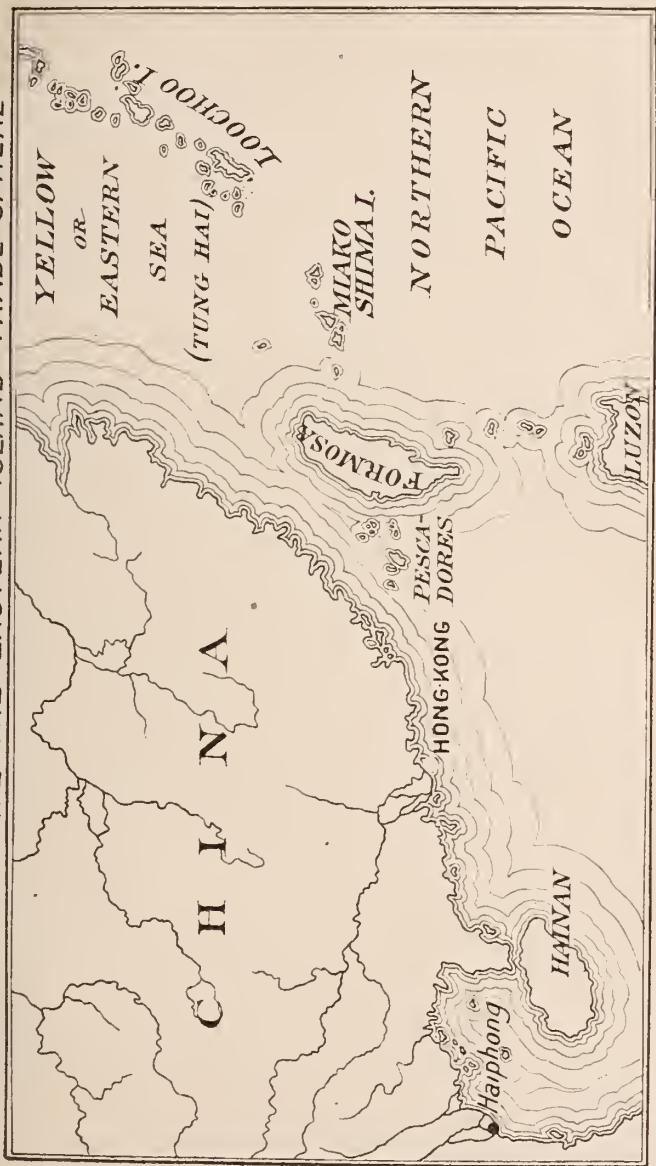 YELLOW
OR
EASTERN
SEA
(TUNG HAI)
LOOCHOO I.
CHINA
FORMOSA
MIAKO
SHIMA I.
NORTHERN
PACIFIC
OCEAN
PESCA-
DORES
HONG-KONG
LUZON
HAINAN
Haiphong